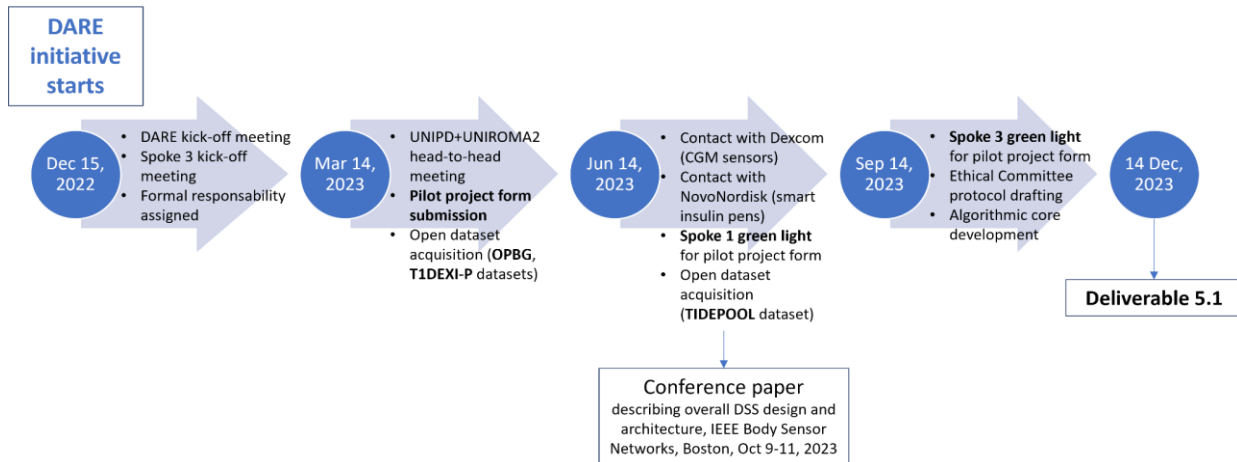 DARE
initiative
starts
Dec 15,
2022
• DARE kick-off meeting
• Spoke 3 kick-off
meeting
• Formal responsability
assigned
Mar 14,
2023
• UNIPD+UNIROMA2
head-to-head
meeting
• Pilot project form
submission
• Open dataset
acquisition (OPBG,
T1DEXI-P datasets)
Jun 14,
2023
• Contact with Dexcom
(CGM sensors)
• Contact with
NovoNordisk (smart
insulin pens)
• Spoke 1 green light
for pilot project form
• Open dataset
acquisition
(TIDEPOOL dataset)
Conference paper
describing overall DSS design and
architecture, IEEE Body Sensor
Networks, Boston, Oct 9-11, 2023
Sep 14,
2023
• Spoke 3 green light
for pilot project form
• Ethical Committee
protocol drafting
• Algorithmic core
development
14 Dec,
2023
Deliverable 5.1